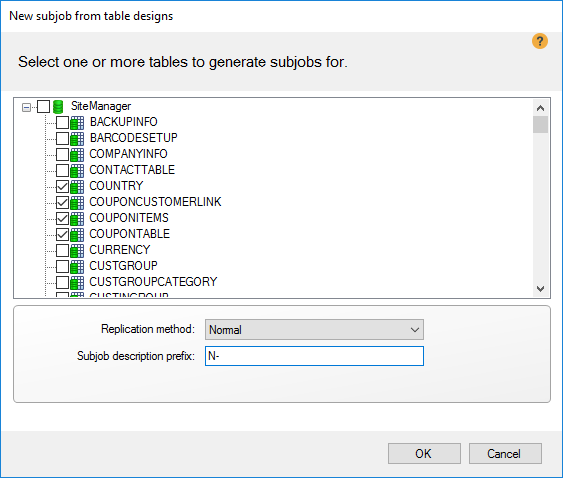 New subjob from table designs
?
Select one or more tables to generate subjobs for.
SiteManager
BACKUPINFO
BARCODESETUP
COMPANYINFO
CONTACTTABLE
COUNTRY
COUPONCUSTOMERLINK
COUPONITEMS
COUPONTABLE
CURRENCY
CUSTGROUP
CUSTGROUPCATEGORY
CUSTINGROUP
Replication method: Normal
Subjob description prefix: N-
OK Cancel